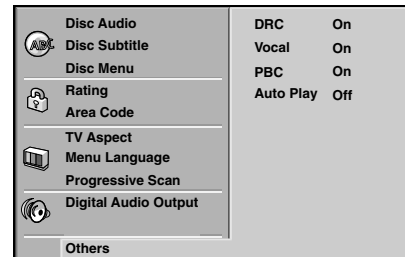 Disc Audio
Disc Subtitle
Disc Menu
Rating
Area Code
TV Aspect
Menu Language
Progressive Scan
Digital Audio Output
Others
DRC On
Vocal On
PBC On
Auto Play Off
ABC